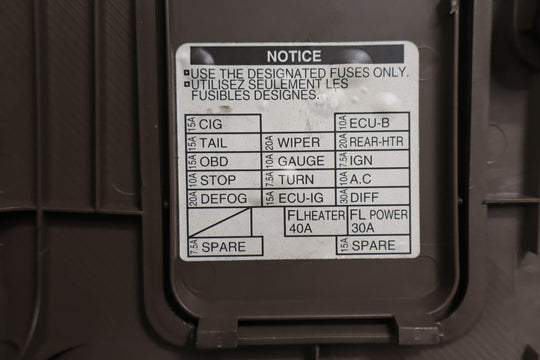 NOTICE
USE THE DESIGNATED FUSES ONLY.
UTILISEZ SEULEMENT LES
FUSIBLES DESIGNES.
15A CIG 10A ECU-B
15A TAIL 20A WIPER 20A REAR-HTR
15A OBD 10A GAUGE 7.5A IGN
10A STOP 7.5A TURN 10A A.C
20A DEFOG 15A ECU-IG 30A DIFF
FL HEATER FL POWER
40A 30A
7.5A SPARE 15A SPARE